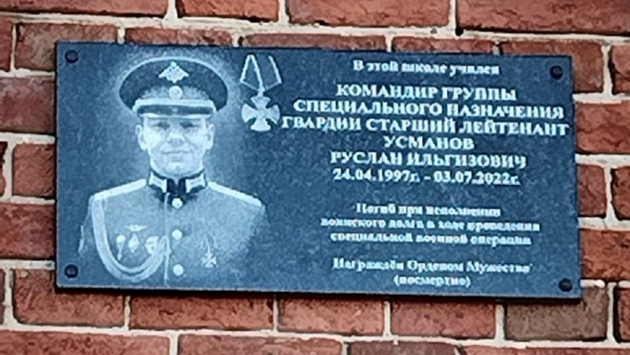 В этой школе учился
КОМАНДИР ГРУППЫ
СПЕЦИАЛЬНОГО НАЗНАЧЕНИЯ
ГВАРДИИ СТАРШИЙ ЛЕЙТЕНАНТ
УСМАНОВ
РУСЛАН ИЛЬГИЗОВИЧ
24.04.1997г. - 03.07.2022г.
Погиб при исполнении
воинского долга в ходе проведения
специальной военной операции
Награждён Орденом Мужества
(посмертно)